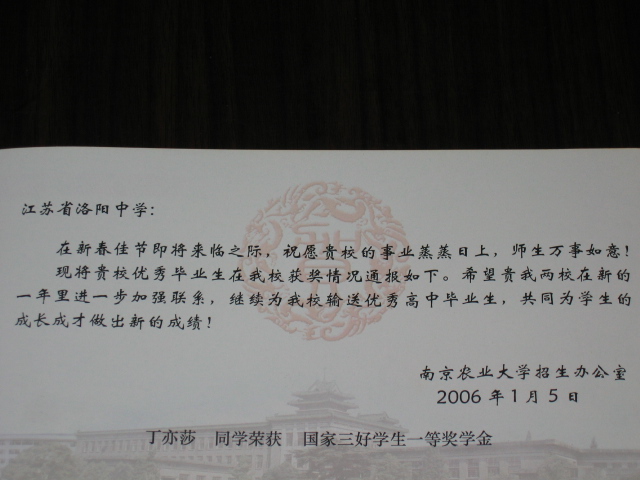 江苏省洛阳中学:
在新春佳节即将来临之际，祝愿贵校的事业蒸蒸日上，师生万事如意!
现将贵校优秀毕业生在我校获奖情况通报如下。希望贵我两校在新的
一年里进一步加强联系，继续为我校输送优秀高中毕业生，共同为学生的
成长成才做出新的成绩!
南京农业大学招生办公室
2006 年 1 月 5 日
丁亦莎 同学荣获 国家三好学生一等奖学金